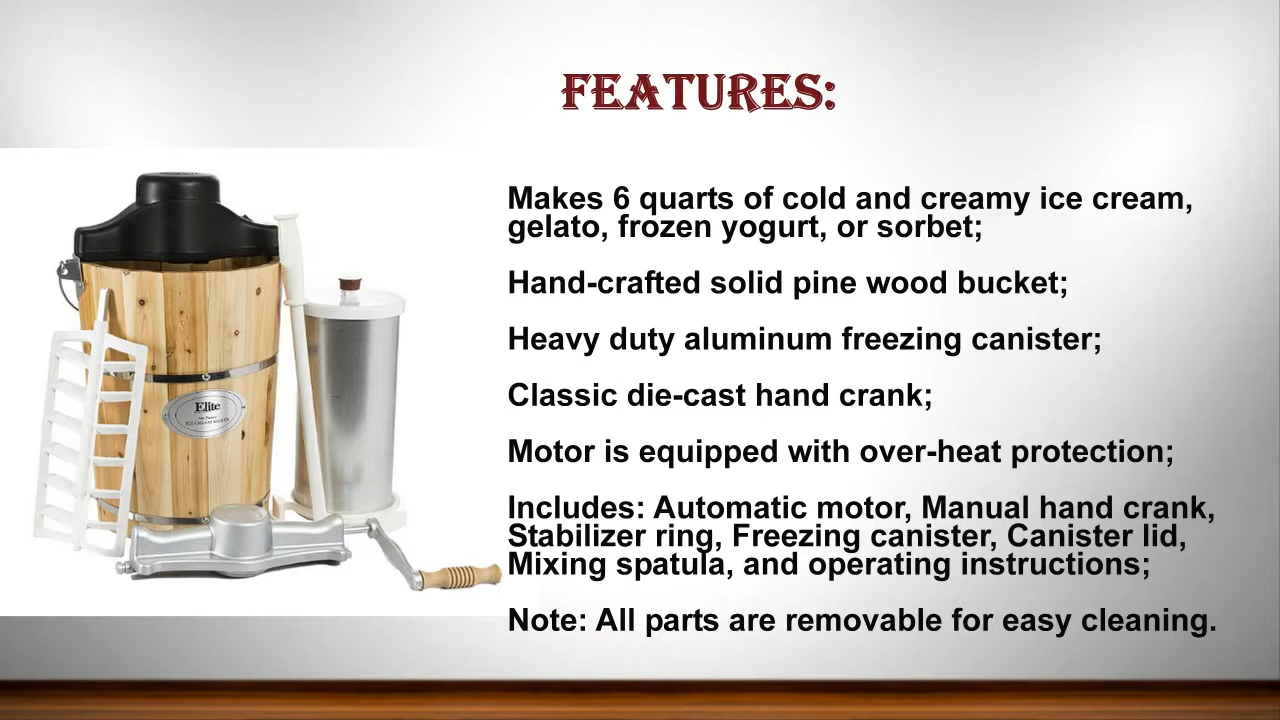 FEATURES:
Makes 6 quarts of cold and creamy ice cream,
gelato, frozen yogurt, or sorbet;
Hand-crafted solid pine wood bucket;
Heavy duty aluminum freezing canister;
Classic die-cast hand crank;
Motor is equipped with over-heat protection;
Includes: Automatic motor, Manual hand crank,
Stabilizer ring, Freezing canister, Canister lid,
Mixing spatula, and operating instructions;
Note: All parts are removable for easy cleaning.
Elite
ICE CREAM MAKER